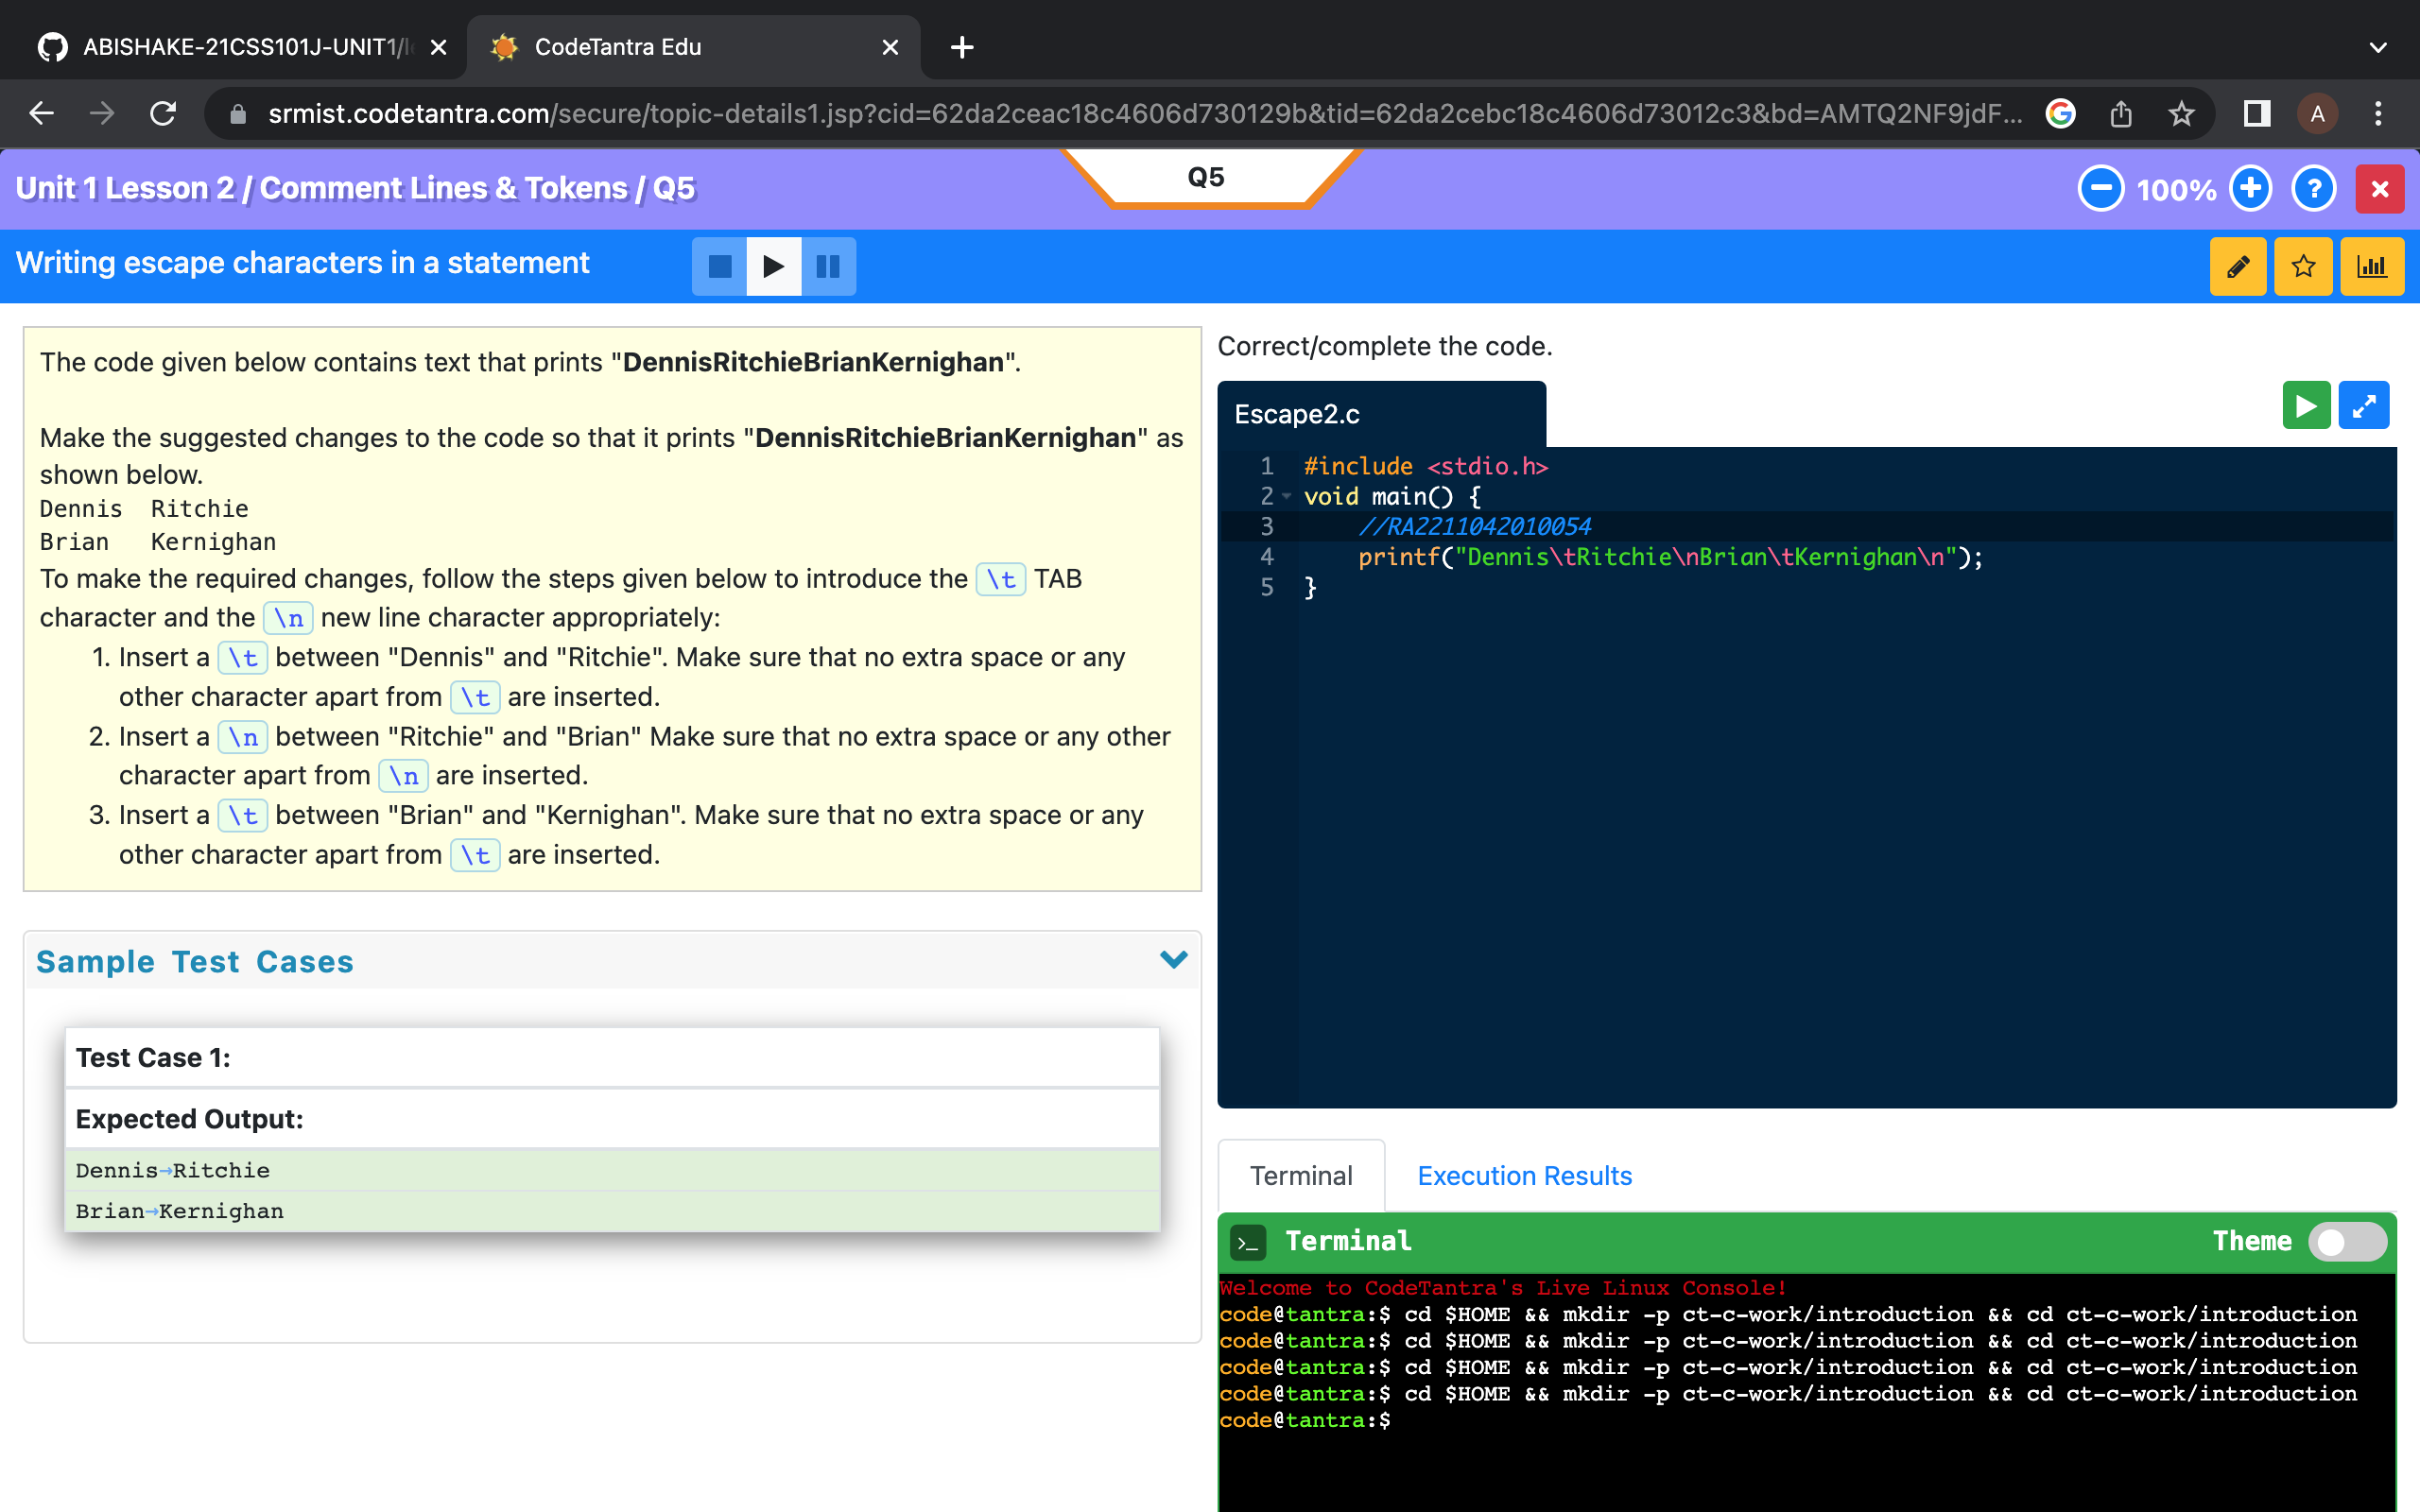 ABISHAKE-21CSS101J-UNIT1/l
CodeTantra Edu
srmist.codetantra.com/secure/topic-details1.jsp?cid=62da2ceac18c4606d730129b&tid=62da2cebc18c4606d73012c3&bd=AMTQ2NF9jdF...
A
Unit 1 Lesson 2 / Comment Lines & Tokens / Q5
Q5
100%
?
Writing escape characters in a statement
The code given below contains text that prints "DennisRitchieBrianKernighan".
Make the suggested changes to the code so that it prints "DennisRitchieBrianKernighan" as
shown below.
Dennis  Ritchie
Brian   Kernighan
To make the required changes, follow the steps given below to introduce the \t TAB
character and the \n new line character appropriately:
1. Insert a \t between "Dennis" and "Ritchie". Make sure that no extra space or any
other character apart from \t are inserted.
2. Insert a \n between "Ritchie" and "Brian" Make sure that no extra space or any other
character apart from \n are inserted.
3. Insert a \t between "Brian" and "Kernighan". Make sure that no extra space or any
other character apart from \t are inserted.
Sample Test Cases
Test Case 1:
Expected Output:
Dennis→Ritchie
Brian→Kernighan
Correct/complete the code.
Escape2.c
1 #include <stdio.h>
2 void main() {
3 //RA2211042010054
4 printf("Dennis\tRitchie\nBrian\tKernighan\n");
5 }
Terminal
Execution Results
>_ Terminal
Theme
Welcome to CodeTantra's Live Linux Console!
code@tantra:$ cd $HOME && mkdir -p ct-c-work/introduction && cd ct-c-work/introduction
code@tantra:$ cd $HOME && mkdir -p ct-c-work/introduction && cd ct-c-work/introduction
code@tantra:$ cd $HOME && mkdir -p ct-c-work/introduction && cd ct-c-work/introduction
code@tantra:$ cd $HOME && mkdir -p ct-c-work/introduction && cd ct-c-work/introduction
code@tantra:$